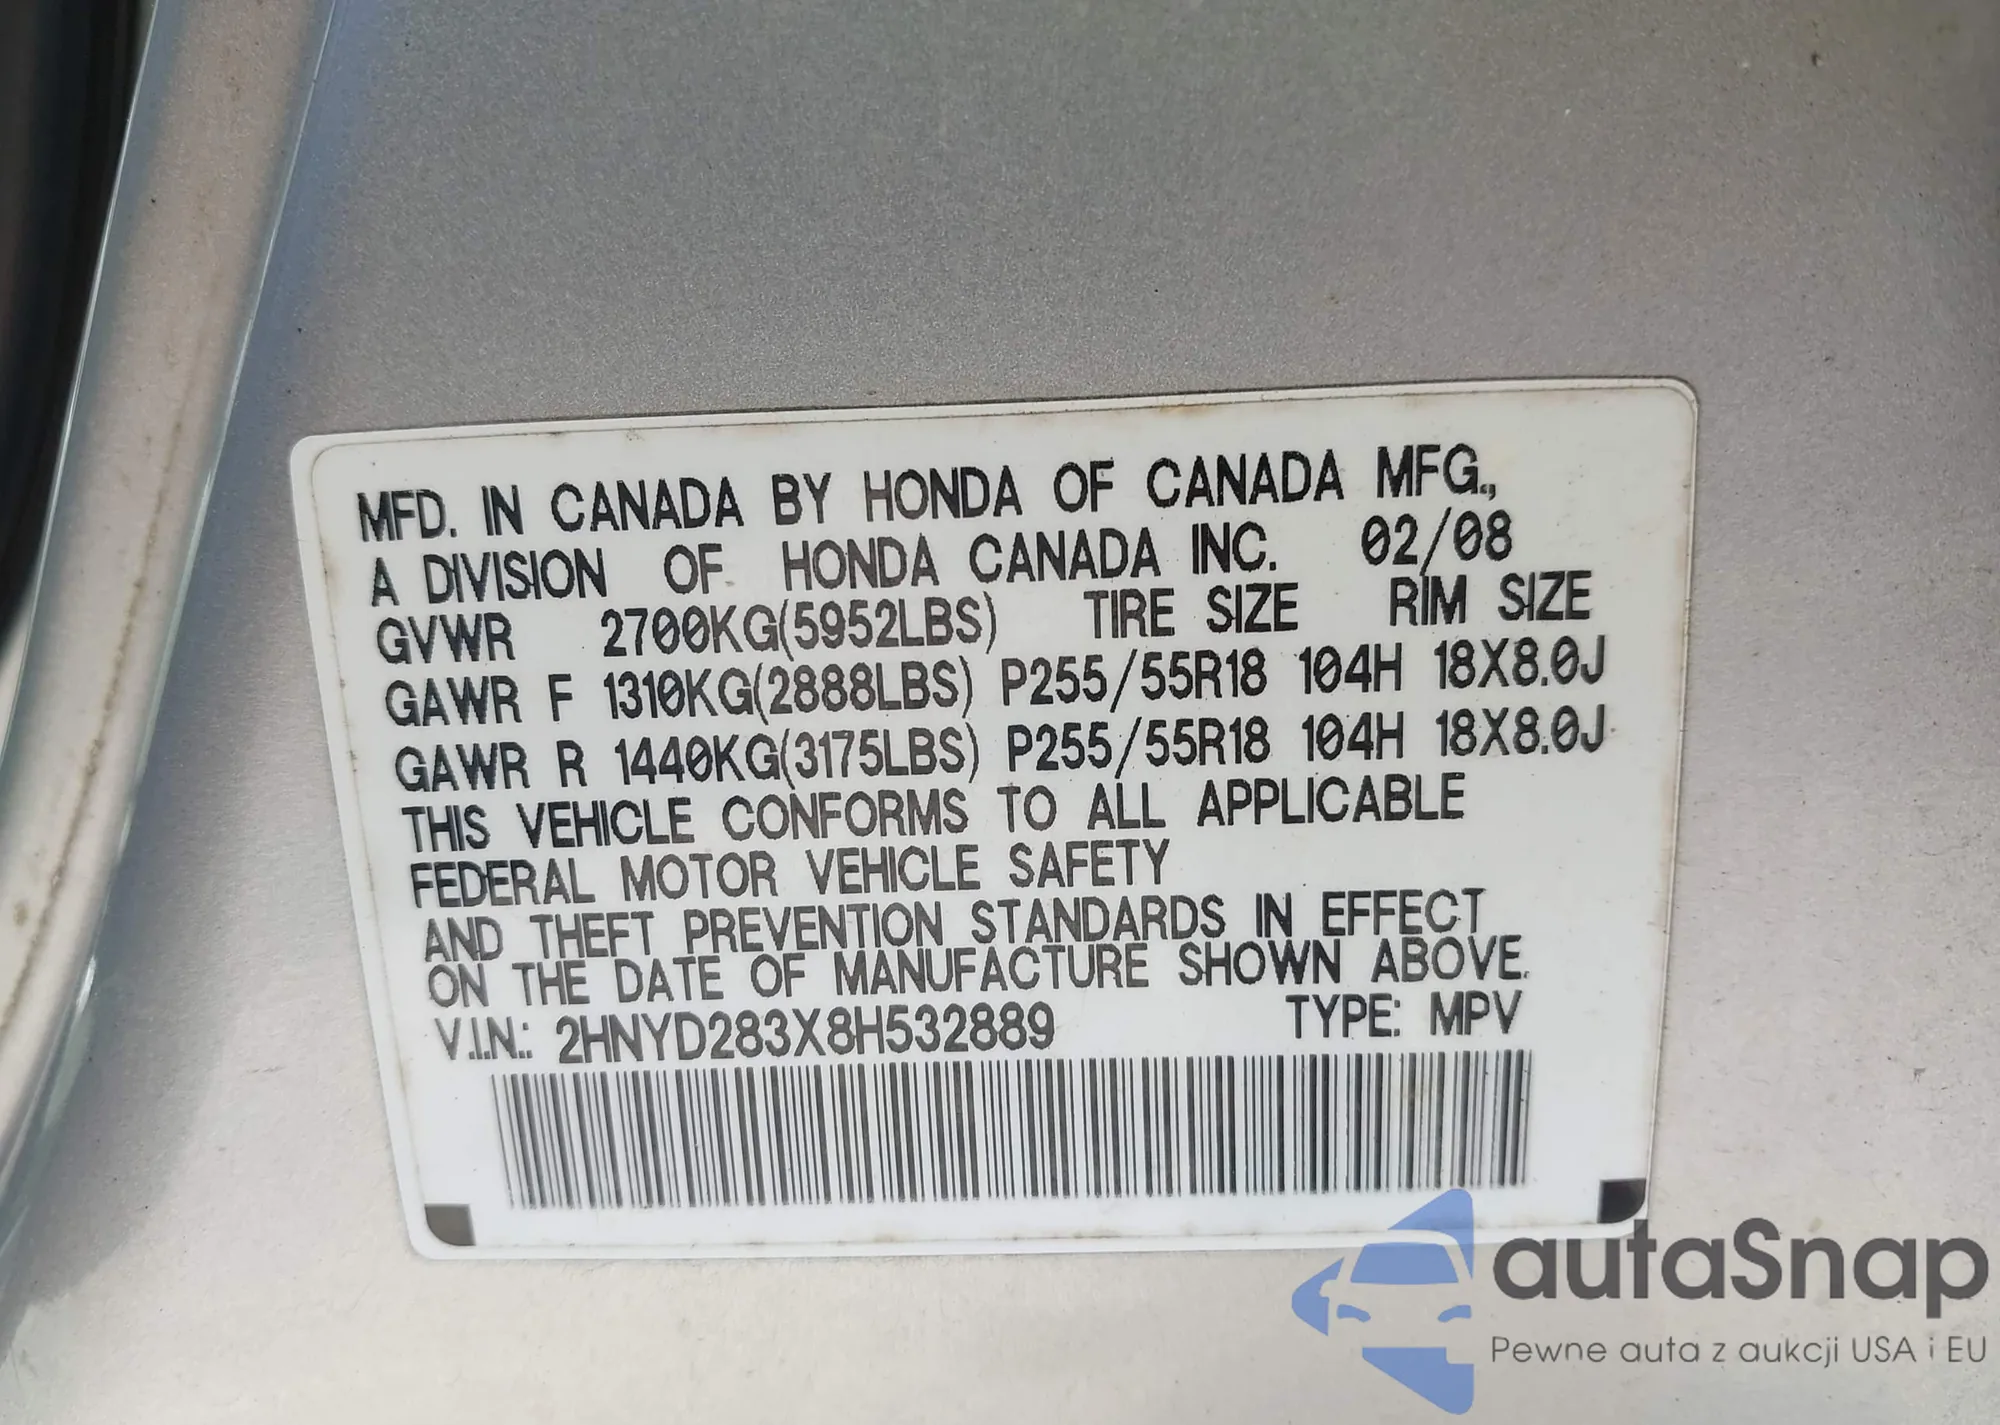 MFD. IN CANADA BY HONDA OF CANADA MFG.,
A DIVISION OF HONDA CANADA INC. 02/08
GVWR 2700KG(5952LBS) TIRE SIZE RIM SIZE
GAWR F 1310KG(2888LBS) P255/55R18 104H 18X8.0J
GAWR R 1440KG(3175LBS) P255/55R18 104H 18X8.0J
THIS VEHICLE CONFORMS TO ALL APPLICABLE
FEDERAL MOTOR VEHICLE SAFETY
AND THEFT PREVENTION STANDARDS IN EFFECT
ON THE DATE OF MANUFACTURE SHOWN ABOVE.
V.I.N.: 2HNYD283X8H532889 TYPE: MPV
autaSnap
Pewne auta z aukcji USA i EU